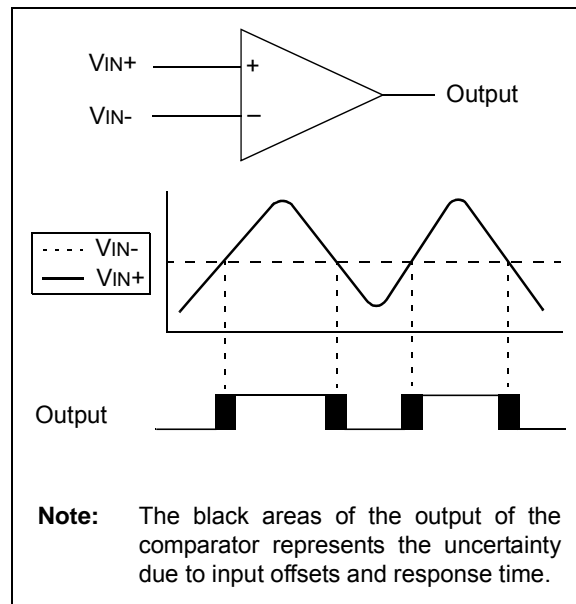 VIN+
+
Output
VIN-
–
VIN-
VIN+
Output
Note: The black areas of the output of the
comparator represents the uncertainty
due to input offsets and response time.